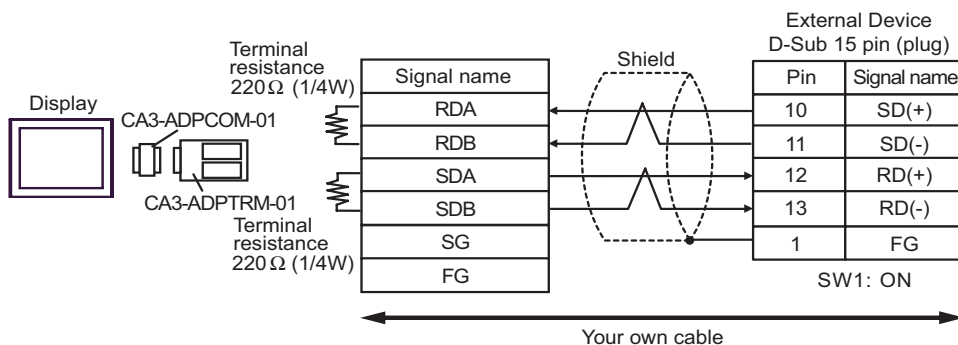 External Device
D-Sub 15 pin (plug)
Terminal
resistance
220Ω (1/4W)
Shield
Signal name
Pin
Signal name
Display
CA3-ADPCOM-01
RDA
10
SD(+)
RDB
11
SD(-)
SDA
12
RD(+)
CA3-ADPTRM-01
SDB
13
RD(-)
Terminal
resistance
220Ω (1/4W)
SG
1
FG
FG
SW1: ON
Your own cable